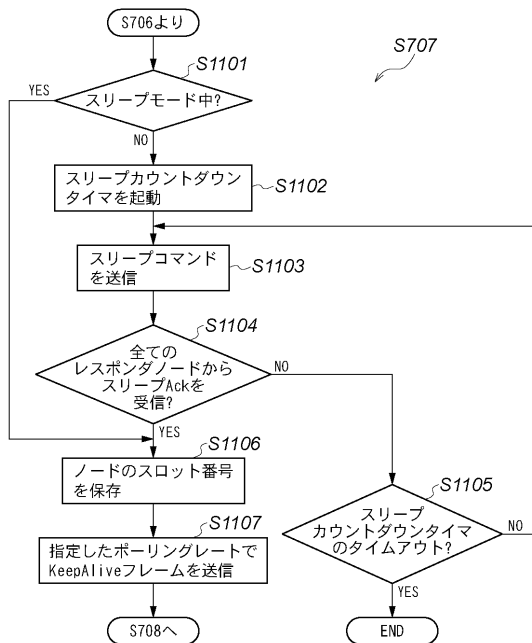 S706より
S707
S1101
スリープモード中?
YES
NO
スリープカウントダウン
タイマを起動
S1102
スリープコマンド
を送信
S1103
S1104
全ての
レスポンダノードから
スリープAckを
受信?
NO
YES
S1106
ノードのスロット番号
を保存
S1105
スリープ
カウントダウンタイマ
のタイムアウト?
NO
YES
S1107
指定したポーリングレートで
KeepAliveフレームを送信
S708へ
END